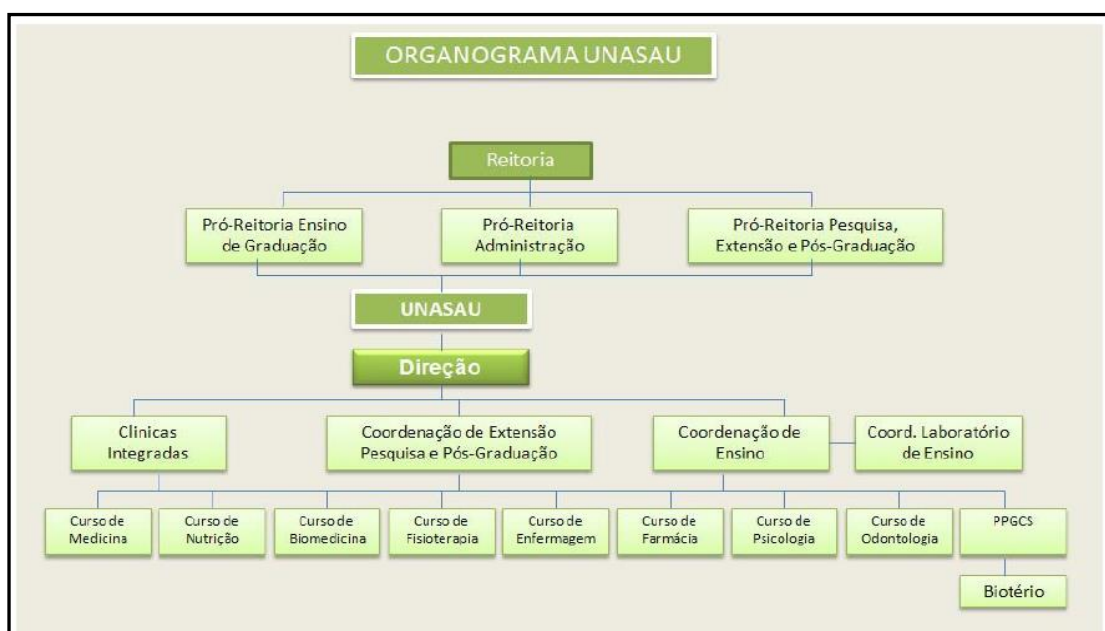 ORGANOGRAMA UNASAU
Reitoria
Pró-Reitoria Ensino
de Graduação
Pró-Reitoria
Administração
Pró-Reitoria Pesquisa,
Extensão e Pós-Graduação
UNASAU
Direção
Clinicas
Integradas
Coordenação de Extensão
Pesquisa e Pós-Graduação
Coordenação de
Ensino
Coord. Laboratório
de Ensino
Curso de
Medicina
Curso de
Nutrição
Curso de
Biomedicina
Curso de
Fisioterapia
Curso de
Enfermagem
Curso de
Farmácia
Curso de
Psicologia
Curso de
Odontologia
PPGCS
Biotério